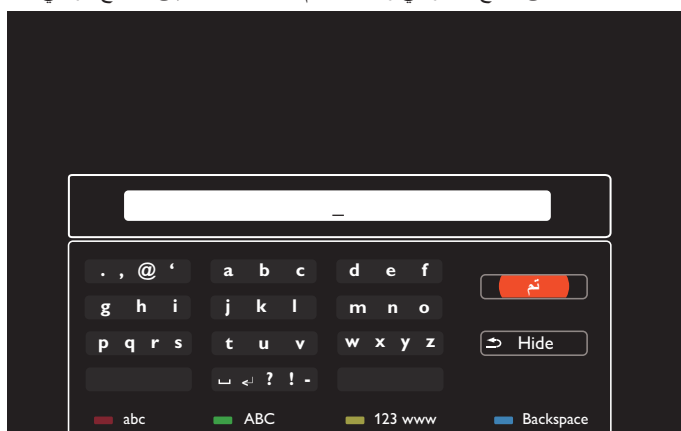 _
. , @ ‘ a b c d e f
تم
g h i j k l m n o
p q r s t u v w x y z
Hide
␣ ↵ ? ! -
abc ABC 123 www Backspace